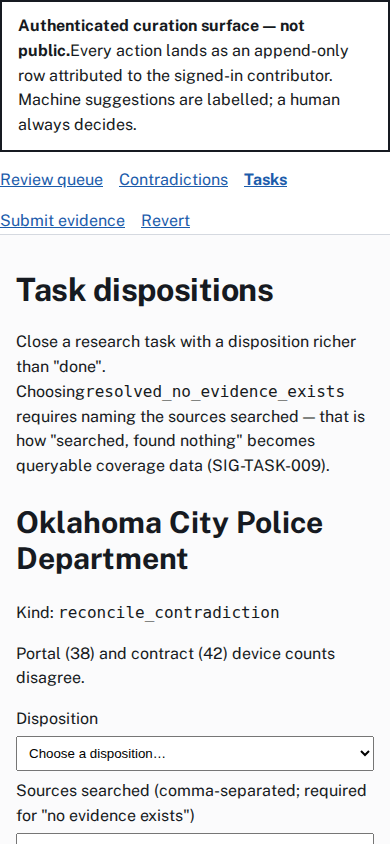 Authenticated curation surface — not
public.Every action lands as an append-only
row attributed to the signed-in contributor.
Machine suggestions are labelled; a human
always decides.
Review queue Contradictions Tasks
Submit evidence Revert
Task dispositions
Close a research task with a disposition richer
than "done".
Choosingresolved_no_evidence_exists
requires naming the sources searched — that is
how "searched, found nothing" becomes
queryable coverage data (SIG-TASK-009).
Oklahoma City Police
Department
Kind: reconcile_contradiction
Portal (38) and contract (42) device counts
disagree.
Disposition
Choose a disposition…
Sources searched (comma-separated; required
for "no evidence exists")